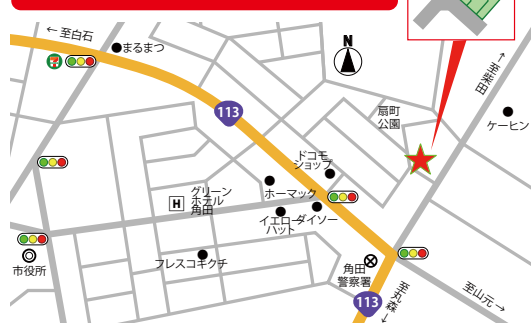 ← 至白石
まるまつ
N
↑至柴田
113
扇町
公園
ケーヒン
ドコモ
ショップ
グリーン
ホテル
角田
H
ホーマック
イエロー
ハット
ダイソー
市役所
フレスコキクチ
角田
警察署
至山元→
至丸森→
113